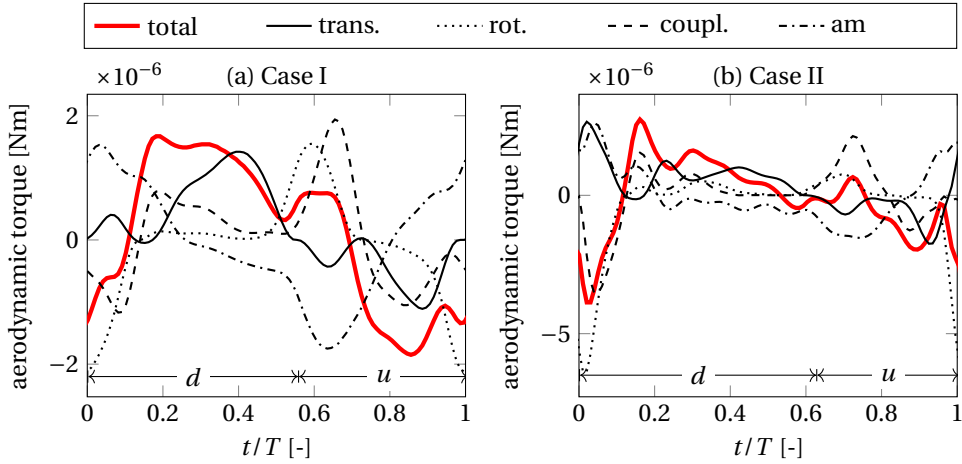 total trans. rot. coupl. am
×10⁻⁶ (a) Case I
aerodynamic torque [Nm]
2
0
−2
d u
0 0.2 0.4 0.6 0.8 1
t/T [-]
×10⁻⁶ (b) Case II
aerodynamic torque [Nm]
0
−5
d u
0 0.2 0.4 0.6 0.8 1
t/T [-]